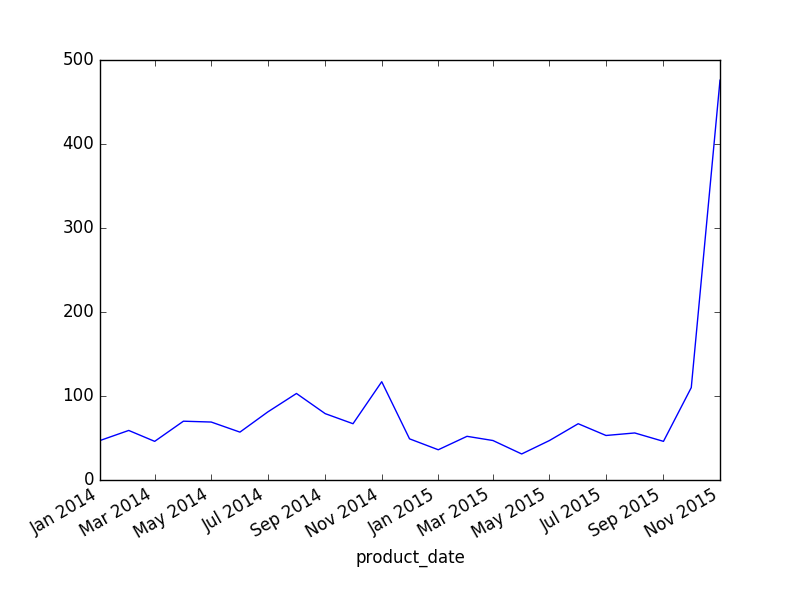 500
400
300
200
100
0
Jan 2014
Mar 2014
May 2014
Jul 2014
Sep 2014
Nov 2014
Jan 2015
Mar 2015
May 2015
Jul 2015
Sep 2015
Nov 2015
product_date